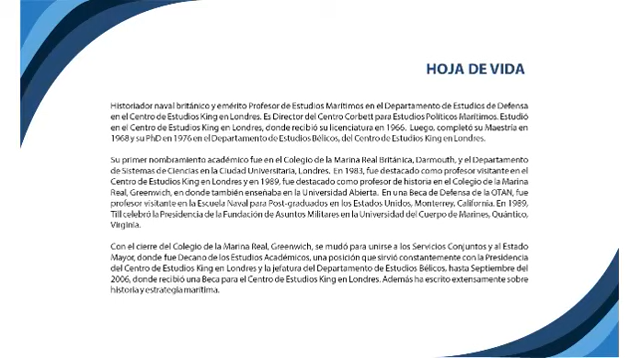 HOJA DE VIDA
Historiador naval británico y emérito Profesor de Estudios Marítimos en el Departamento de Estudios de Defensa
en el Centro de Estudios King en Londres. Es Director del Centro Corbett para Estudios Políticos Marítimos. Estudió
en el Centro de Estudios King en Londres, donde recibió su licenciatura en 1966. Luego, completó su Maestría en
1968 y su PhD en 1976 en el Departamento de Estudios Bélicos, del Centro de Estudios King en Londres.
Su primer nombramiento académico fue en el Colegio de la Marina Real Británica, Darmouth, y el Departamento
de Sistemas de Ciencias en la Ciudad Universitaria, Londres. En 1983, fue destacado como profesor visitante en el
Centro de Estudios King en Londres y en 1989, fue destacado como profesor de historia en el Colegio de la Marina
Real, Greenwich, en donde también enseñaba en la Universidad Abierta. En una Beca de Defensa de la OTAN, fue
profesor visitante en la Escuela Naval para Post-graduados en los Estados Unidos, Monterrey, California. En 1989,
Till celebró la Presidencia de la Fundación de Asuntos Militares en la Universidad del Cuerpo de Marines, Quántico,
Virginia.
Con el cierre del Colegio de la Marina Real, Greenwich, se mudó para unirse a los Servicios Conjuntos y al Estado
Mayor, donde fue Decano de los Estudios Académicos, una posición que sirvió constantemente con la Presidencia
del Centro de Estudios King en Londres y la jefatura del Departamento de Estudios Bélicos, hasta Septiembre del
2006, donde recibió una Beca para el Centro de Estudios King en Londres. Además ha escrito extensamente sobre
historia y estrategia marítima.